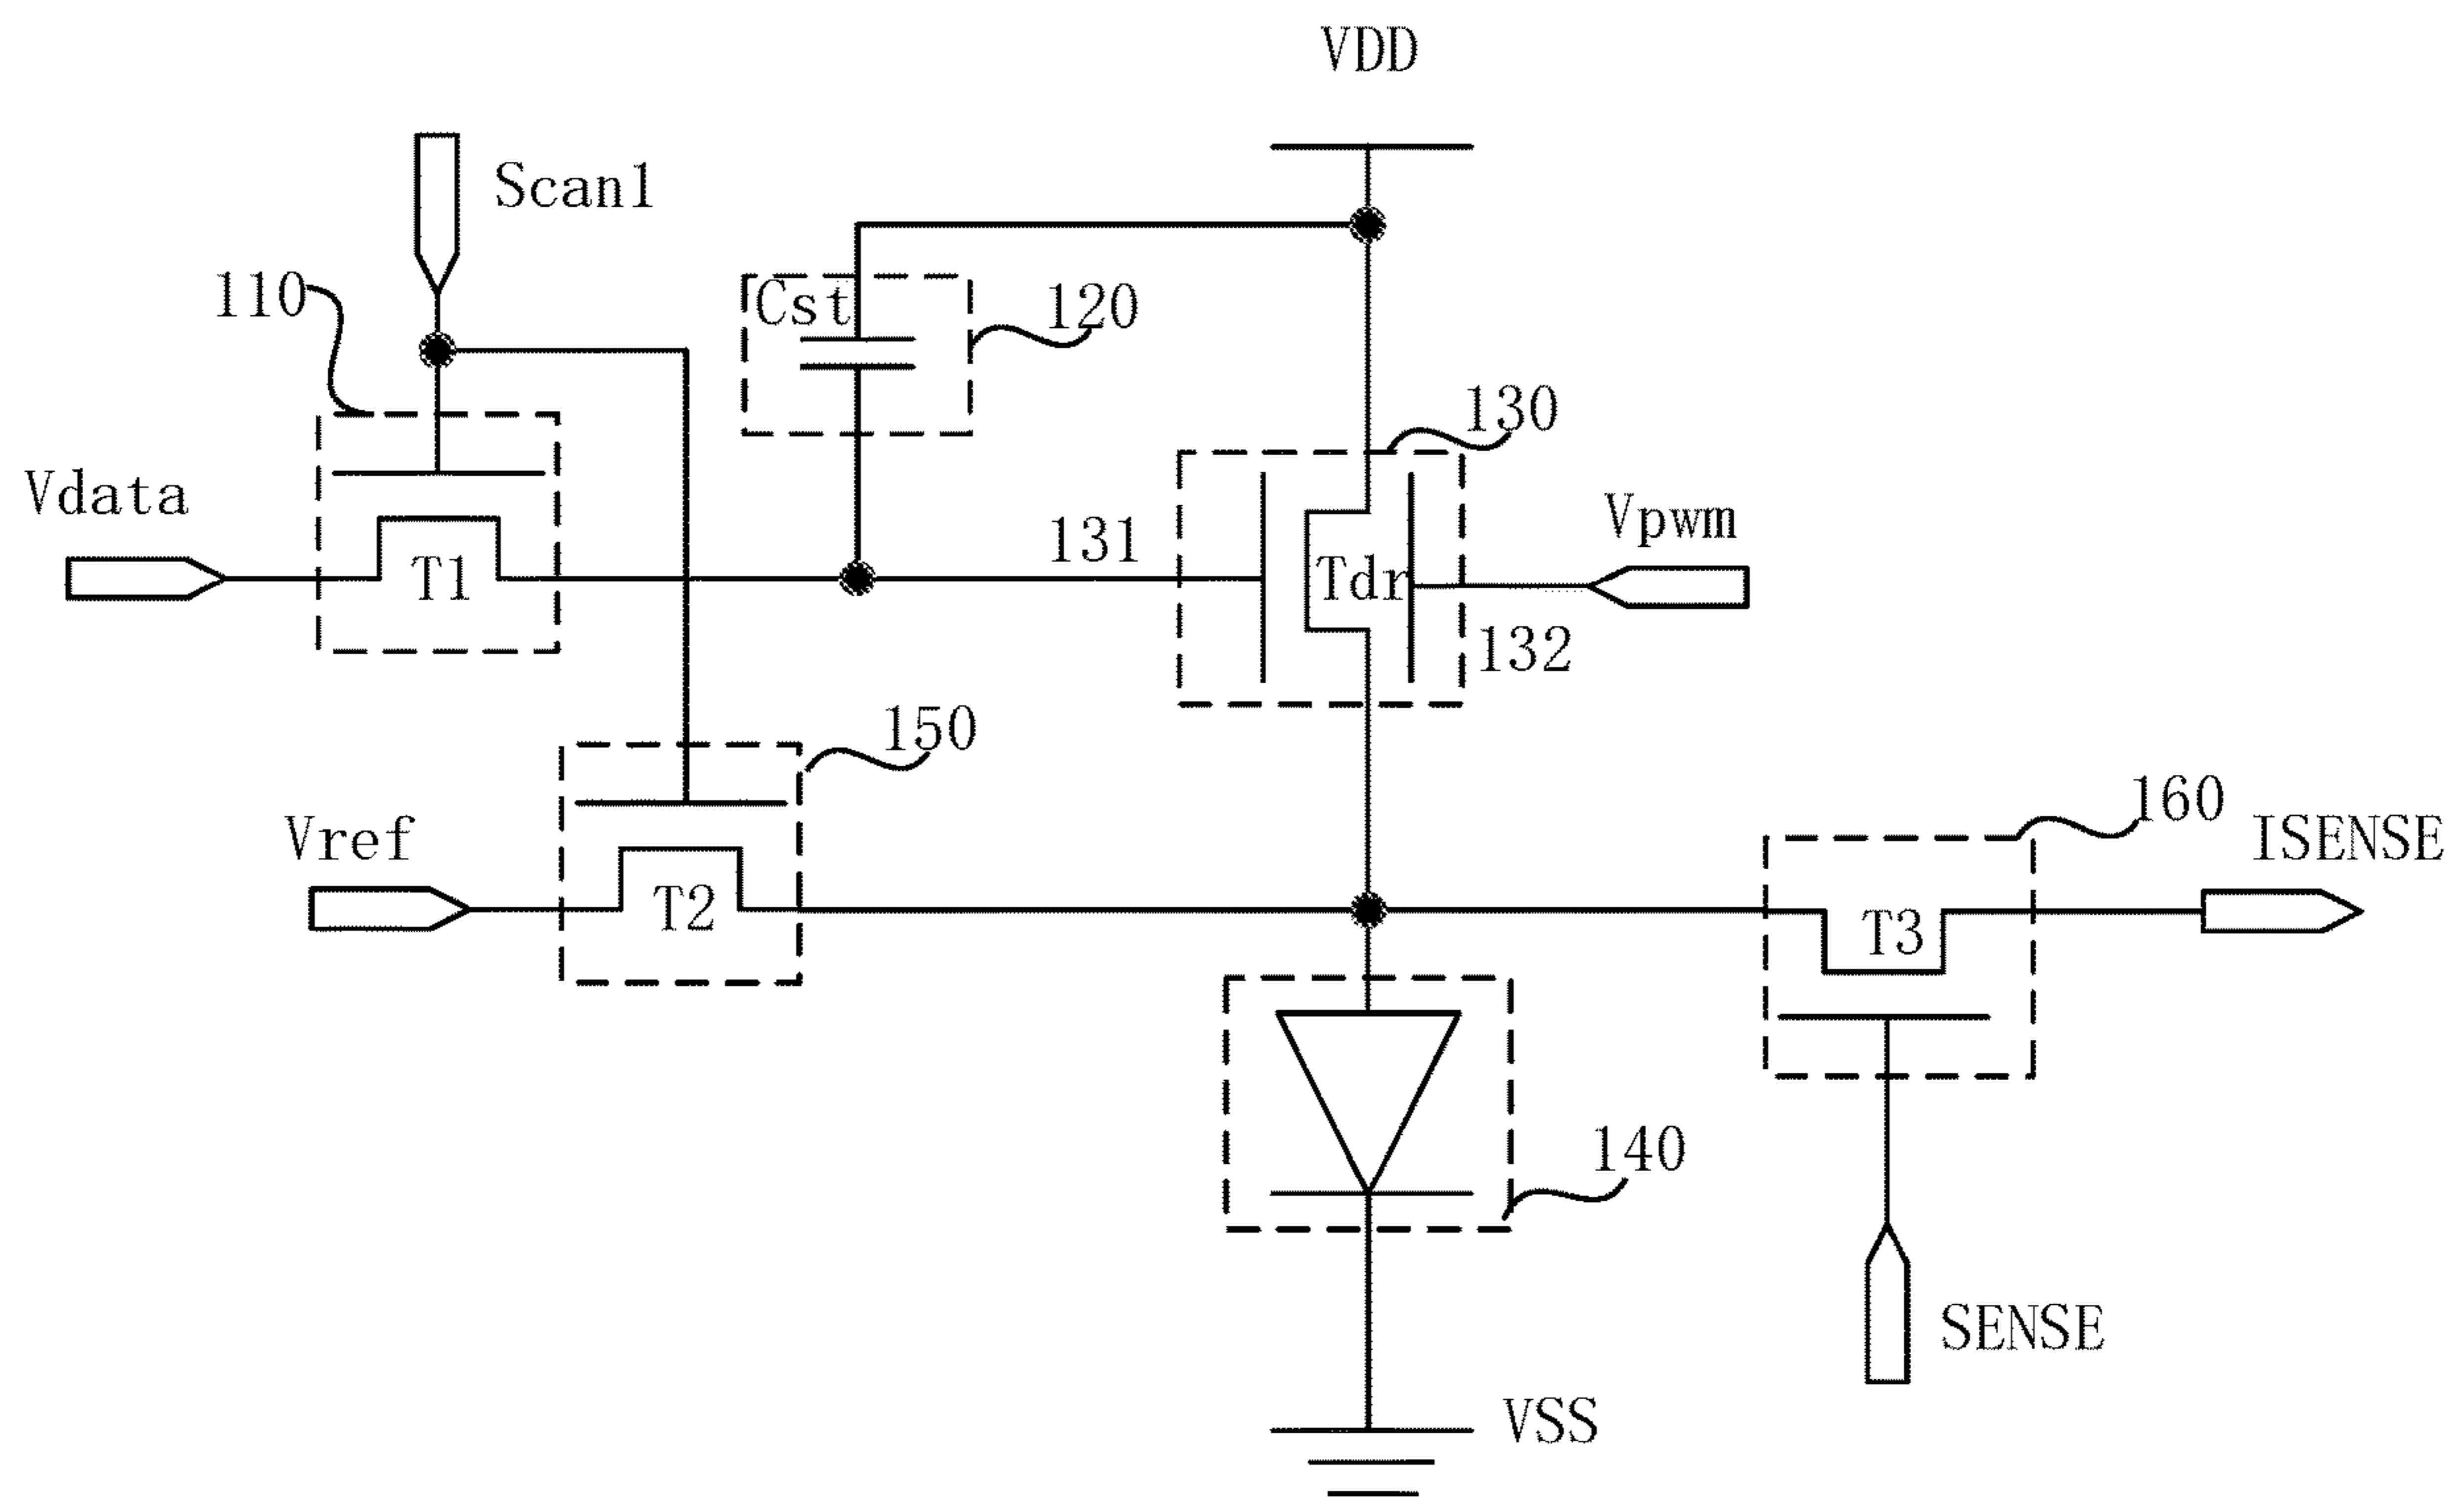 VDD
Scan1
110
Cst
120
130
Vdata
131
Vpwm
T1
Tdr
132
150
Vref
160
ISENSE
T2
T3
140
SENSE
VSS